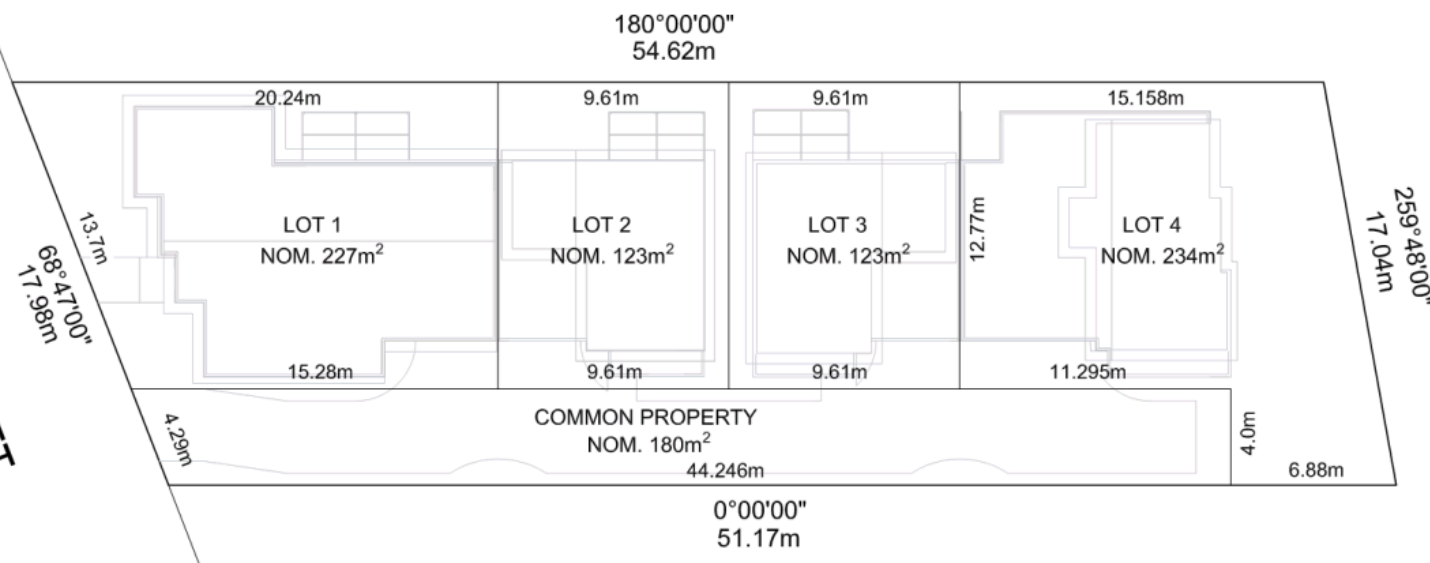 180°00'00"
54.62m
20.24m
9.61m
9.61m
15.158m
13.7m
68°47'00"
17.98m
LOT 1
NOM. 227m²
LOT 2
NOM. 123m²
LOT 3
NOM. 123m²
12.77m
LOT 4
NOM. 234m²
259°48'00"
17.04m
15.28m
9.61m
9.61m
11.295m
4.29m
COMMON PROPERTY
NOM. 180m²
44.246m
4.0m
6.88m
0°00'00"
51.17m